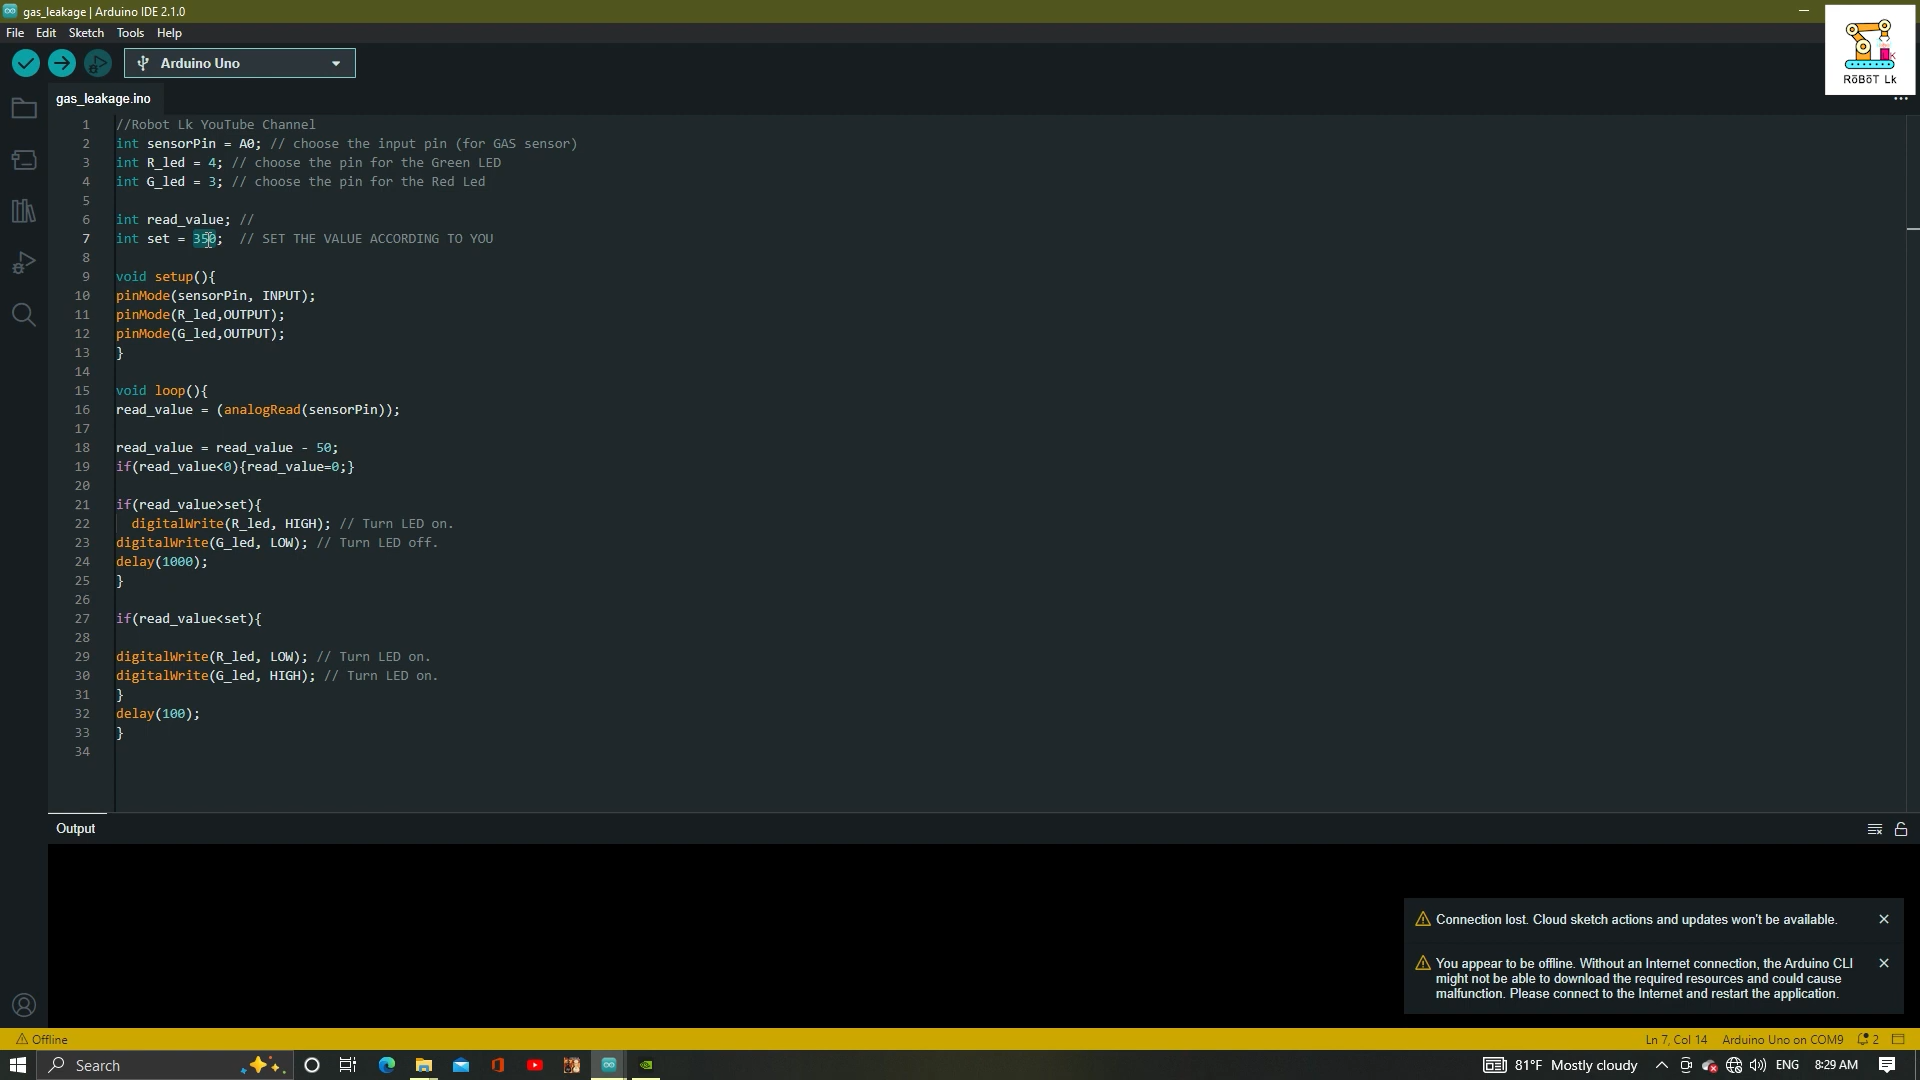 gas_leakage | Arduino IDE 2.1.0
File Edit Sketch Tools Help
Arduino Uno
RöBöT Lk
gas_leakage.ino
1 //Robot Lk YouTube Channel
2 int sensorPin = A0; // choose the input pin (for GAS sensor)
3 int R_led = 4; // choose the pin for the Green LED
4 int G_led = 3; // choose the pin for the Red Led
5
6 int read_value; //
7 int set = 350; // SET THE VALUE ACCORDING TO YOU
8
9 void setup(){
10 pinMode(sensorPin, INPUT);
11 pinMode(R_led,OUTPUT);
12 pinMode(G_led,OUTPUT);
13 }
14
15 void loop(){
16 read_value = (analogRead(sensorPin));
17
18 read_value = read_value - 50;
19 if(read_value<0){read_value=0;}
20
21 if(read_value>set){
22 digitalWrite(R_led, HIGH); // Turn LED on.
23 digitalWrite(G_led, LOW); // Turn LED off.
24 delay(1000);
25 }
26
27 if(read_value<set){
28
29 digitalWrite(R_led, LOW); // Turn LED on.
30 digitalWrite(G_led, HIGH); // Turn LED on.
31 }
32 delay(100);
33 }
34
Output
Connection lost. Cloud sketch actions and updates won't be available.
You appear to be offline. Without an Internet connection, the Arduino CLI
might not be able to download the required resources and could cause
malfunction. Please connect to the Internet and restart the application.
Offline
Ln 7, Col 14 Arduino Uno on COM9 2
Search
81°F Mostly cloudy ENG 8:29 AM